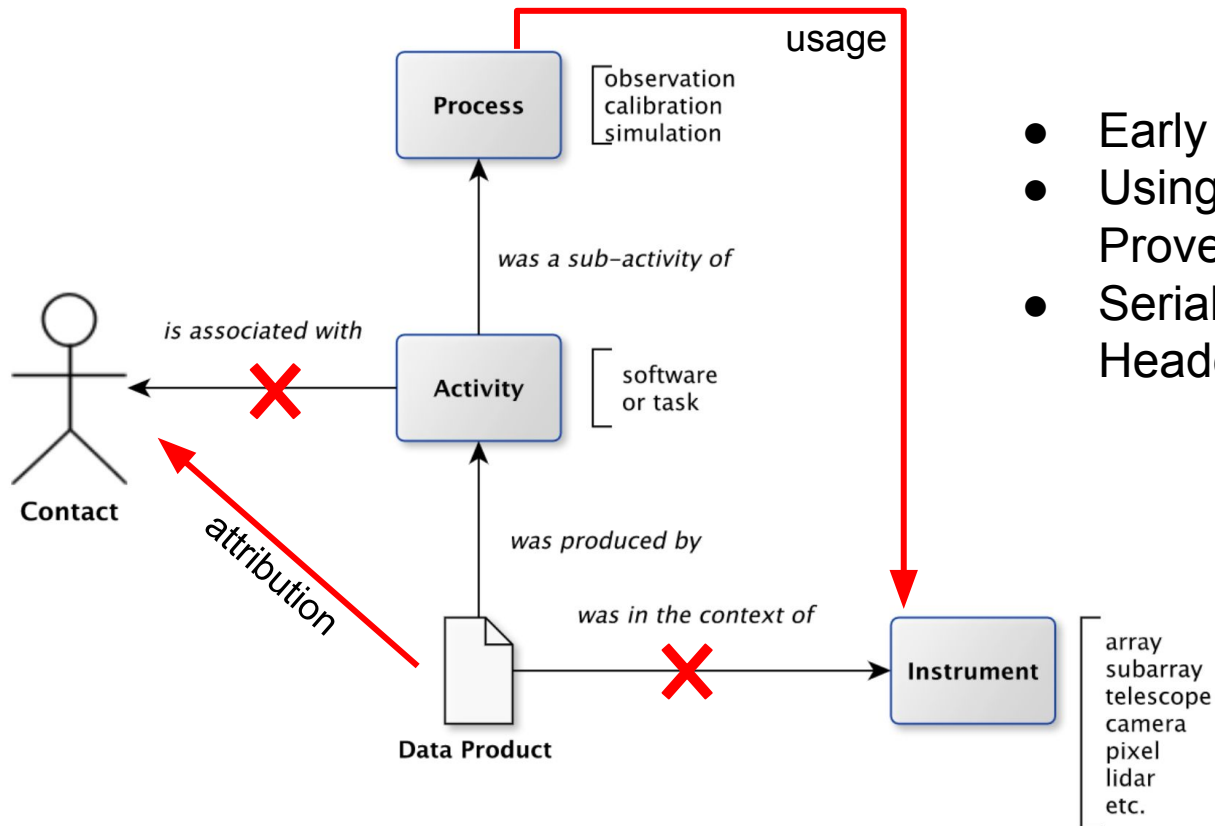 usage
Process
observation
calibration
simulation
was a sub-activity of
is associated with
Activity
software
or task
Contact
attribution
was produced by
was in the context of
Data Product
Instrument
array
subarray
telescope
camera
pixel
lidar
etc.
● Early
● Using
Prove
● Serial
Heade